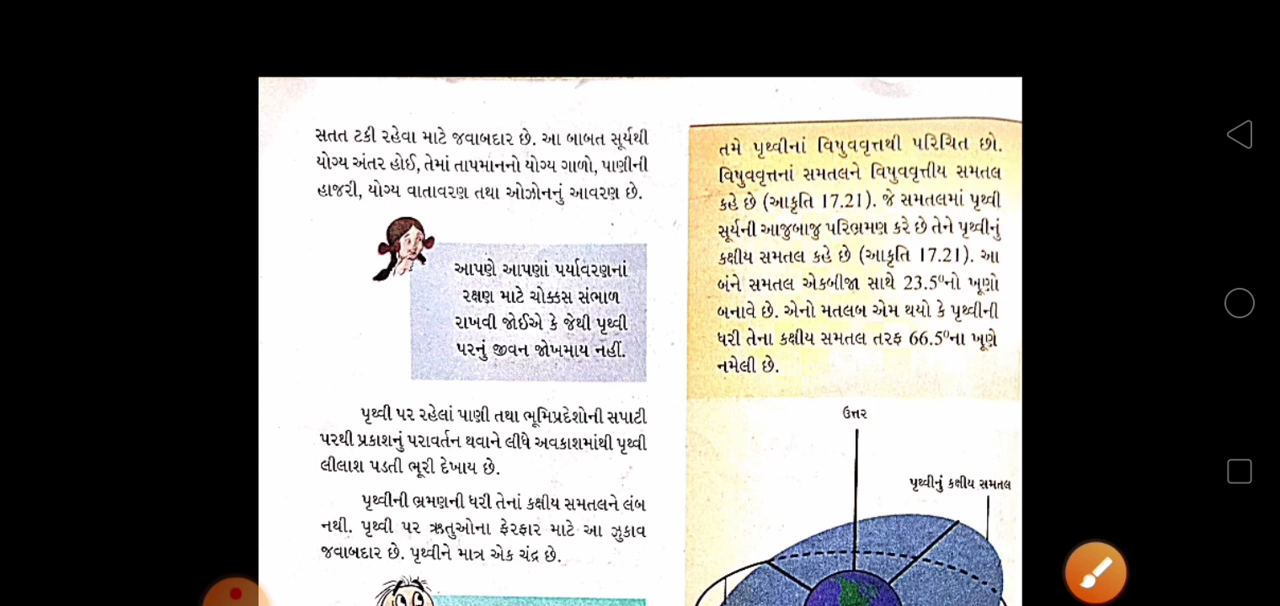 સતત ટકી રહેવા માટે જવાબદાર છે. આ બાબત સૂર્યથી
યોગ્ય અંતર હોઈ, તેમાં તાપમાનનો યોગ્ય ગાળો, પાણીની
હાજરી, યોગ્ય વાતાવરણ તથા ઓઝોનનું આવરણ છે.
આપણે આપણાં પર્યાવરણનાં
રક્ષણ માટે ચોક્કસ સંભાળ
રાખવી જોઈએ કે જેથી પૃથ્વી
પરનું જીવન જોખમાય નહીં.
પૃથ્વી પર રહેલાં પાણી તથા ભૂમિપ્રદેશોની સપાટી
પરથી પ્રકાશનું પરાવર્તન થવાને લીધે અવકાશમાંથી પૃથ્વી
લીલાશ પડતી ભૂરી દેખાય છે.
પૃથ્વીની ભ્રમણની ધરી તેનાં કક્ષીય સમતલને લંબ
નથી. પૃથ્વી પર ઋતુઓના ફેરફાર માટે આ ઝુકાવ
જવાબદાર છે. પૃથ્વીને માત્ર એક ચંદ્ર છે.
તમે પૃથ્વીનાં વિષુવવૃત્તથી પરિચિત છો.
વિષુવવૃત્તનાં સમતલને વિષુવવૃત્તીય સમતલ
કહે છે (આકૃતિ 17.21). જે સમતલમાં પૃથ્વી
સૂર્યની આજુબાજુ પરિભ્રમણ કરે છે તેને પૃથ્વીનું
કક્ષીય સમતલ કહે છે (આકૃતિ 17.21). આ
બંને સમતલ એકબીજા સાથે 23.5⁰નો ખૂણો
બનાવે છે. એનો મતલબ એમ થયો કે પૃથ્વીની
ધરી તેના કક્ષીય સમતલ તરફ 66.5⁰ના ખૂણે
નમેલી છે.
ઉત્તર
પૃથ્વીનું કક્ષીય સમતલ